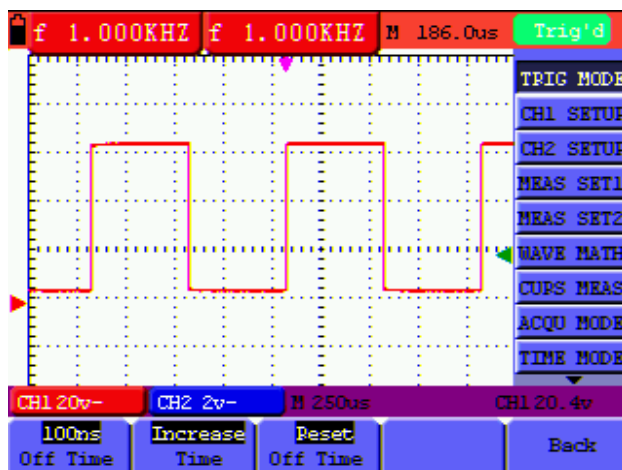 f 1.000KHZ f 1.000KHZ M 186.0us Trig'd
TRIG MODE
CH1 SETUP
CH2 SETUP
MEAS SET1
MEAS SET2
WAVE MATH
CURS MEAS
ACQU MODE
TIME MODE
CH1 20v- CH2 2v- M 250us CH1 20.4v
100ns Increase Reset
Off Time Time Off Time Back